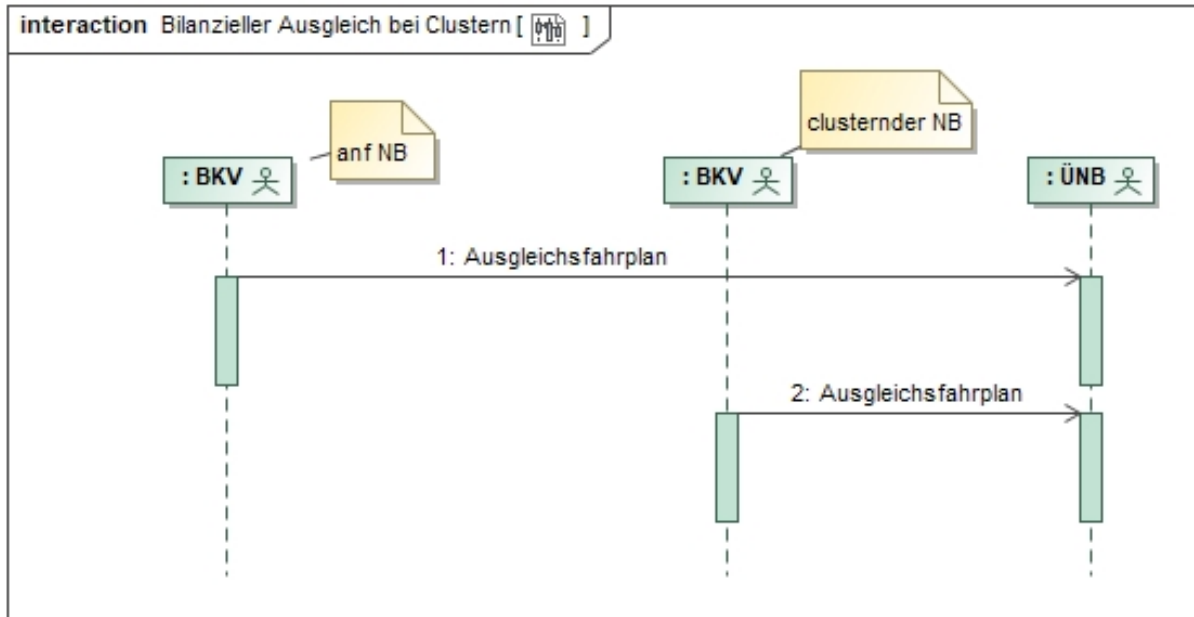 interaction Bilanzieller Ausgleich bei Clustern [ ]
clusternder NB
anf NB
: BKV
: BKV
: ÜNB
1: Ausgleichsfahrplan
2: Ausgleichsfahrplan